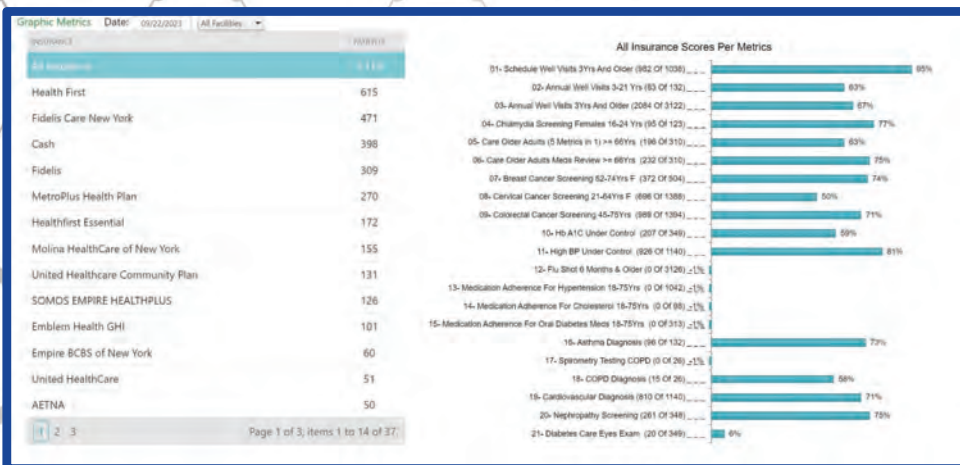 Graphic Metrics Date: 09/22/2023 All Facilities
INSURANCE
All Insurance
Health First 615
Fidelis Care New York 471
Cash 398
Fidelis 309
MetroPlus Health Plan 270
Healthfirst Essential 172
Molina HealthCare of New York 155
United Healthcare Community Plan 131
SOMOS EMPIRE HEALTHPLUS 126
Emblem Health GHI 101
Empire BCBS of New York 60
United HealthCare 51
AETNA 50
1 2 3 Page 1 of 3, items 1 to 14 of 37.
All Insurance Scores Per Metrics
01- Schedule Well Visits 3Yrs And Older (982 Of 1038) 95%
02- Annual Well Visits 3-21 Yrs (83 Of 132) 63%
03- Annual Well Visits 3Yrs And Older (2084 Of 3122) 67%
04- Chlamydia Screening Females 16-24 Yrs (95 Of 123) 77%
05- Care Older Adults (5 Metrics in 1) >= 66Yrs (196 Of 310) 63%
06- Care Older Adults Meds Review >= 66Yrs (232 Of 310) 75%
07- Breast Cancer Screening 52-74Yrs F (372 Of 504) 74%
08- Cervical Cancer Screening 21-64Yrs F (696 Of 1388) 50%
09- Colorectal Cancer Screening 45-75Yrs (989 Of 1394) 71%
10- Hb A1C Under Control (207 Of 349) 59%
11- High BP Under Control (926 Of 1140) 81%
12- Flu Shot 6 Months & Older (0 Of 3126) -1%
13- Medication Adherence For Hypertension 18-75Yrs (0 Of 1042) -1%
14- Medication Adherence For Cholesterol 18-75Yrs (0 Of 98) -1%
15- Medication Adherence For Oral Diabetes Meds 18-75Yrs (0 Of 313) -1%
16- Asthma Diagnosis (96 Of 132) 73%
17- Spirometry Testing COPD (0 Of 26) -1%
18- COPD Diagnosis (15 Of 26) 58%
19- Cardiovascular Diagnosis (810 Of 1140) 71%
20- Nephropathy Screening (261 Of 348) 75%
21- Diabetes Care Eyes Exam (20 Of 349) 6%